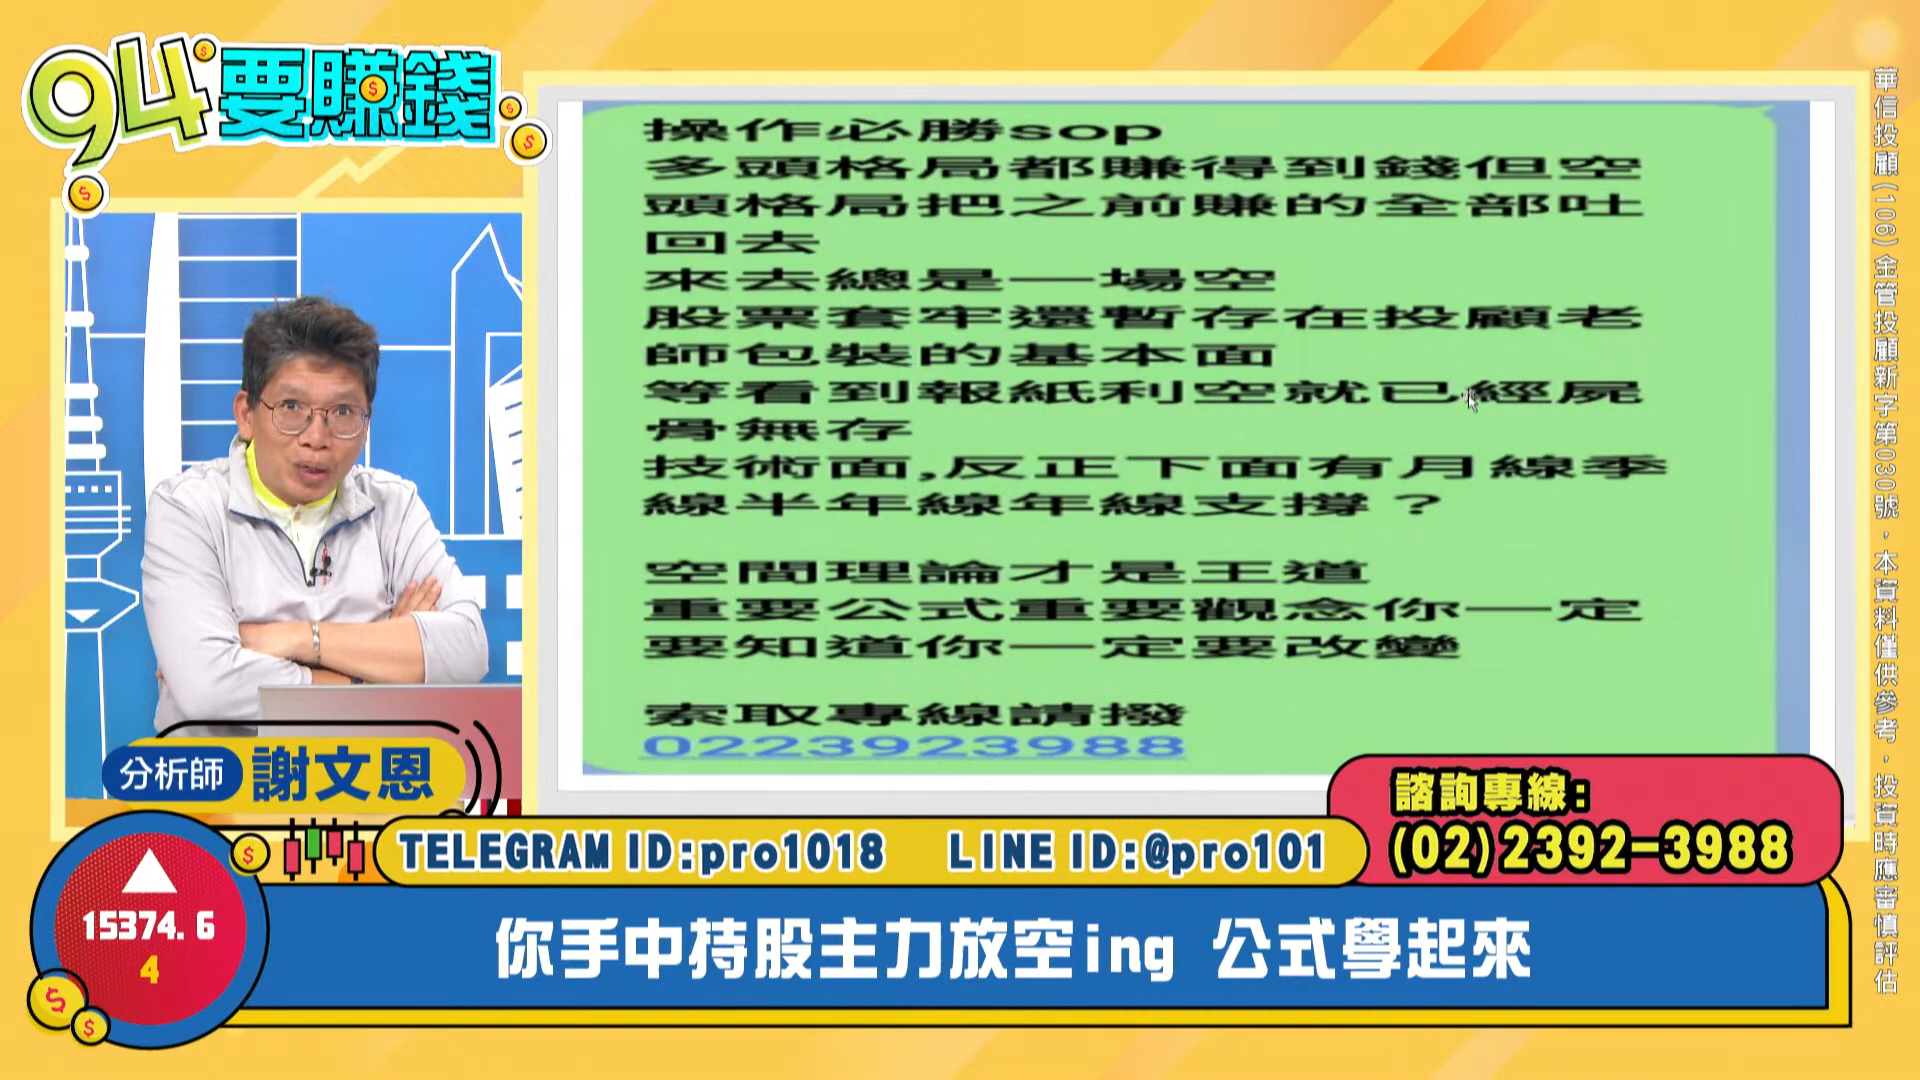 94要賺錢
操作必勝sop
多頭格局都賺得到錢但空
頭格局把之前賺的全部吐
回去
來去總是一場空
股票套牢還暫存在投顧老
師包裝的基本面
等看到報紙利空就已經屍
骨無存
技術面,反正下面有月線季
線半年線年線支撐？
空間理論才是王道
重要公式重要觀念你一定
要知道你一定要改變
索取專線請撥
0223923988
分析師 謝文恩
諮詢專線:
(02)2392-3988
TELEGRAM ID:pro1018 LINE ID:@pro101
15374.6
4
你手中持股主力放空ing 公式學起來
華信投顧(106)金管投顧新字第030號，本資料僅供參考，投資時應審慎評估